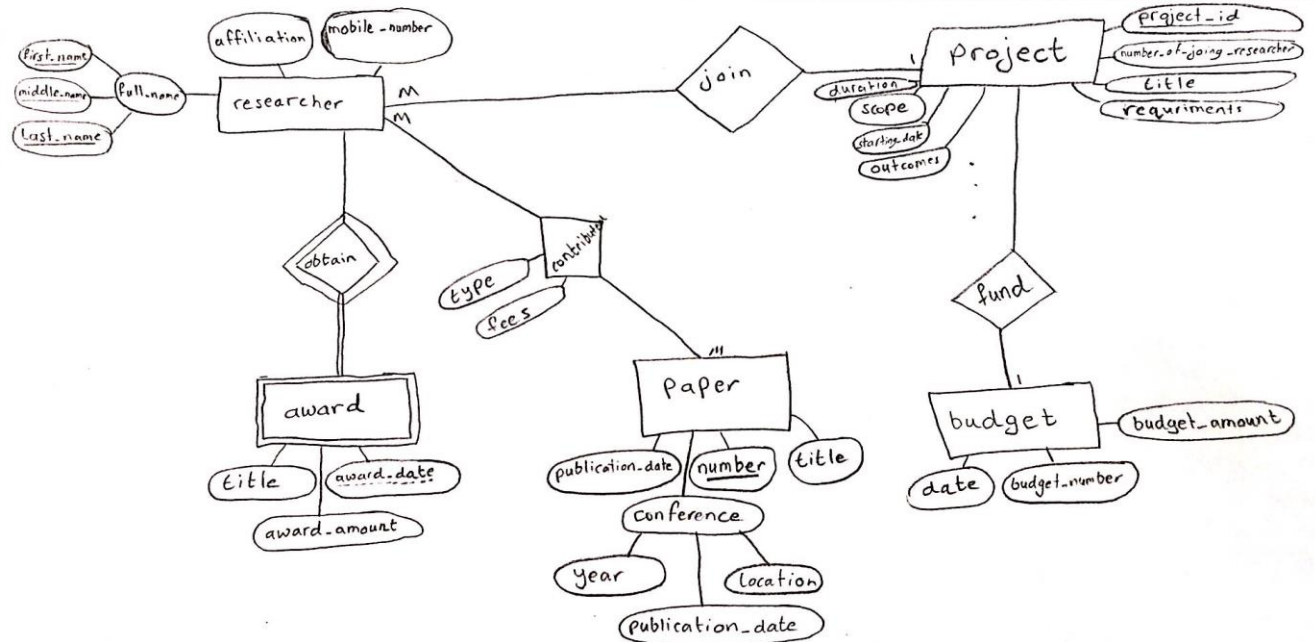 affiliation
mobile_number
project_id
first_name
full_name
middle_name
last_name
researcher
M
M
join
1
Project
number_of_joing_researcher
title
requriments
duration
scope
starting_date
outcomes
obtain
contributes
type
fees
fund
award
title
award_date
award_amount
m
Paper
publication_date
number
title
conference
year
location
publication_date
1
budget
budget_amount
date
budget_number